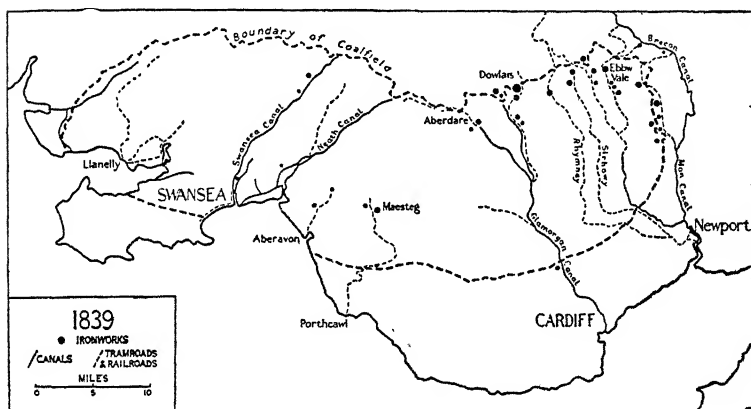 Boundary of Coalfield
Brecon Canal
Dowlais
Ebbw
Vale
Swansea Canal
Neath Canal
Aberdare
Llanelly
Rhymney
Sirhowy
Mon Canal
SWANSEA
Maesteg
Glamorgan
Canal
Newport
Aberavon
Porthcawl
CARDIFF
1839
IRONWORKS
CANALS
TRAMROADS
& RAILROADS
MILES
0 5 10